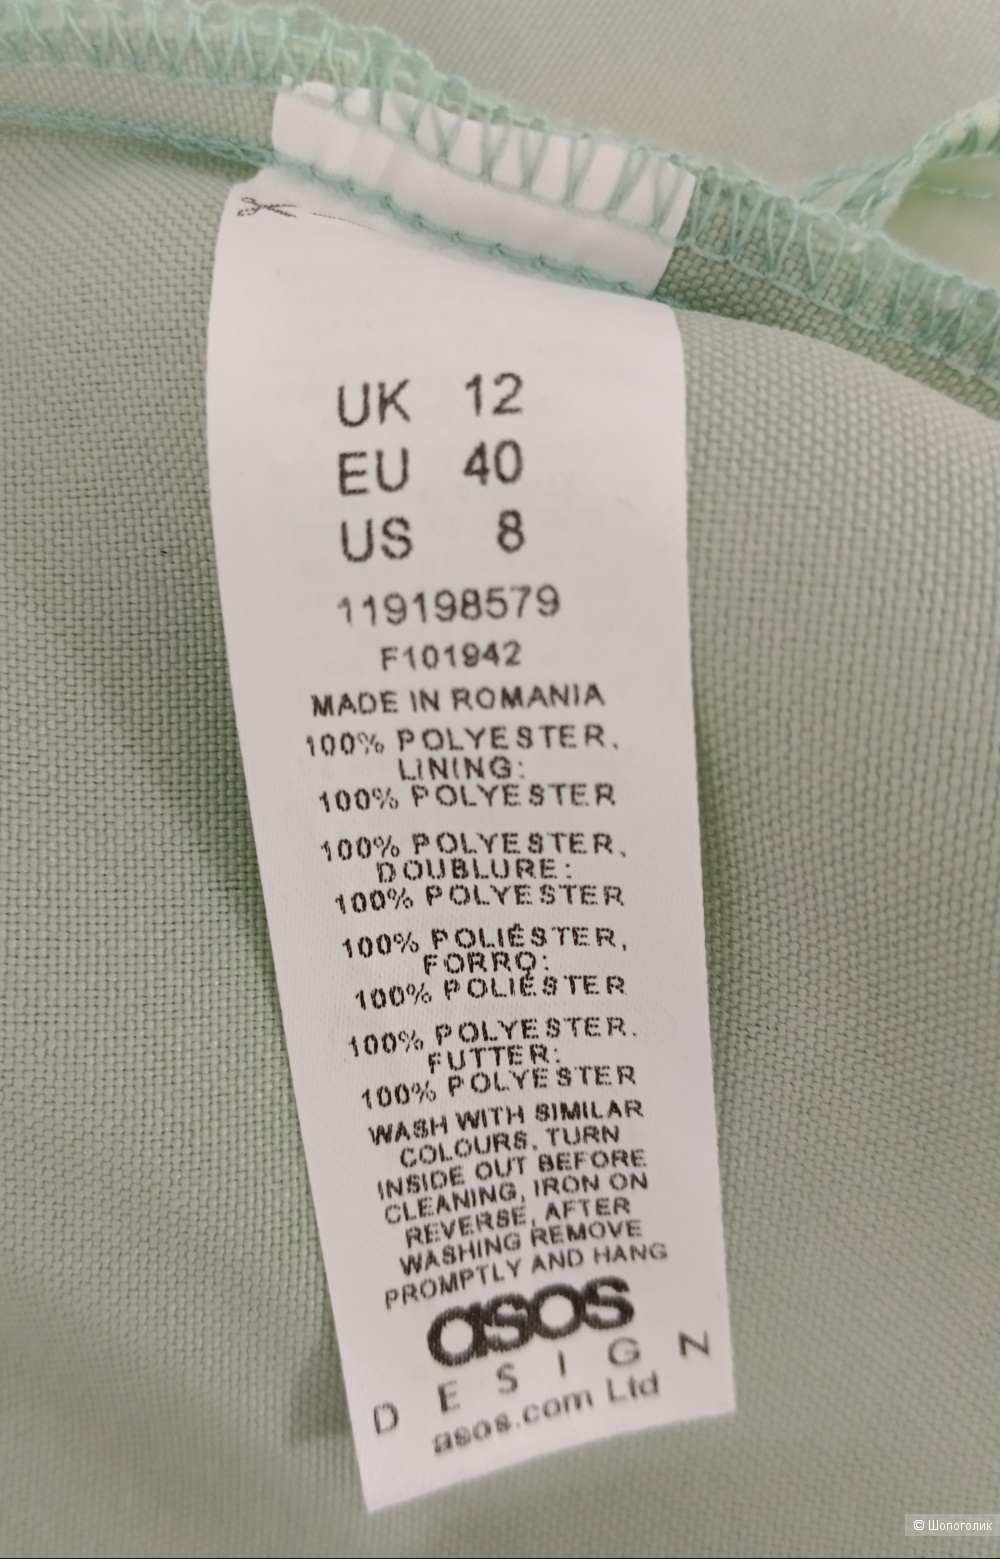 UK 12
EU 40
US 8
119198579
F101942
MADE IN ROMANIA
100% POLYESTER,
LINING:
100% POLYESTER
100% POLYESTER,
DOUBLURE:
100% POLYESTER
100% POLIÉSTER,
FORRO:
100% POLIÉSTER
100% POLYESTER.
FUTTER:
100% POLYESTER
WASH WITH SIMILAR
COLOURS, TURN
INSIDE OUT BEFORE
CLEANING, IRON ON
REVERSE, AFTER
WASHING REMOVE
PROMPTLY AND HANG
asos
DESIGN
asos.com Ltd
© Шопоголик